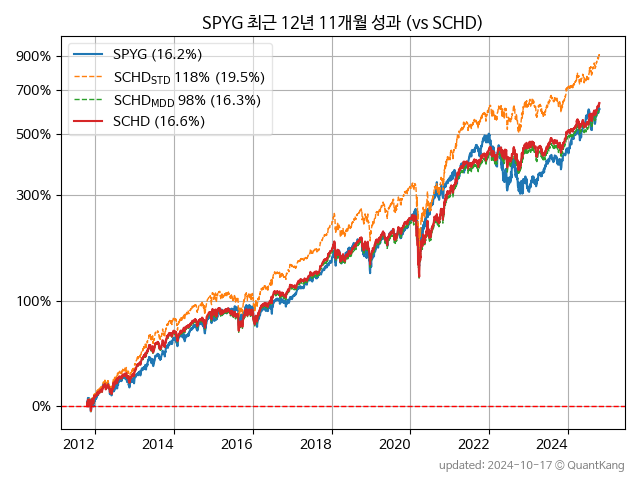 SPYG 최근 12년 11개월 성과 (vs SCHD)
900%
700%
500%
300%
100%
0%
SPYG (16.2%)
SCHD_STD 118% (19.5%)
SCHD_MDD 98% (16.3%)
SCHD (16.6%)
2012 2014 2016 2018 2020 2022 2024
updated: 2024-10-17 © QuantKang